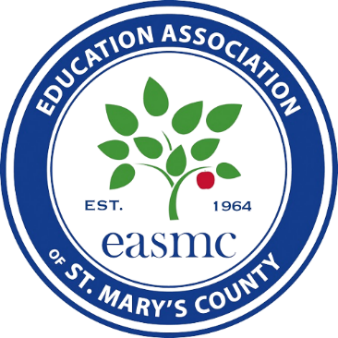 EDUCATION ASSOCIATION
EST. 1964
easmc
OF ST. MARY'S COUNTY